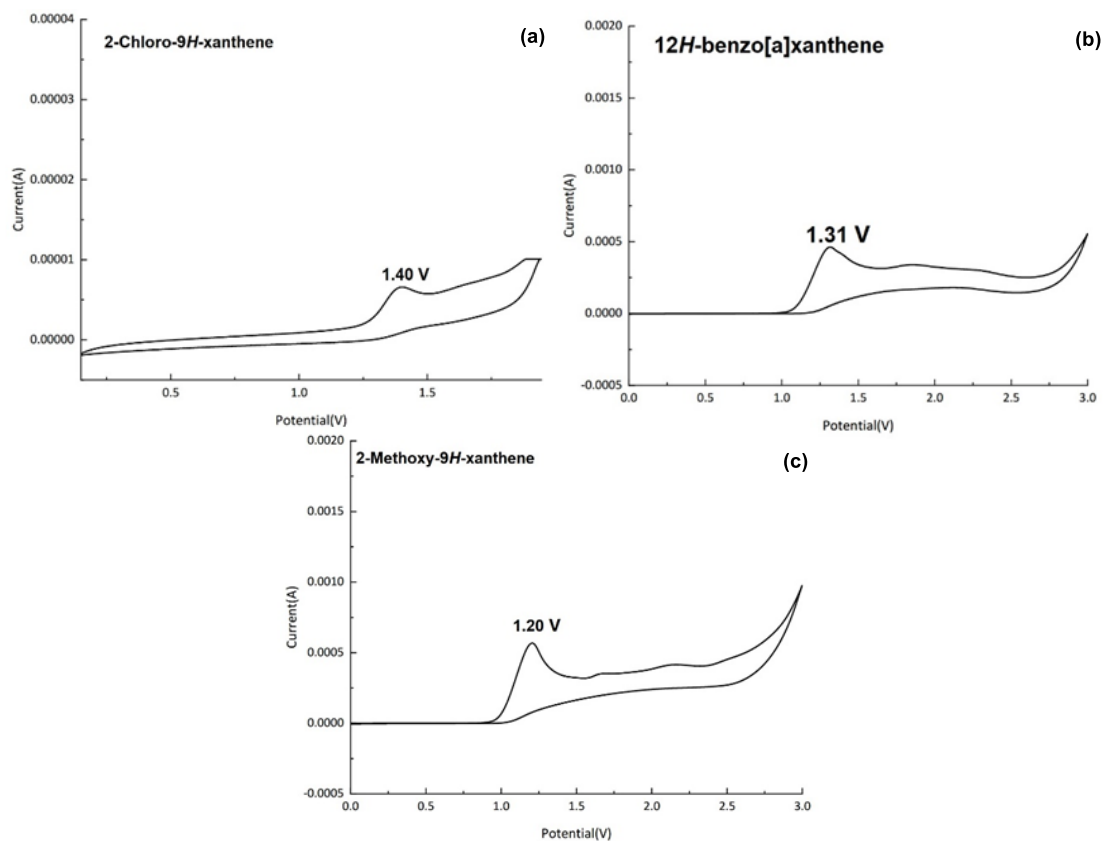 2-Chloro-9H-xanthene
(a)
0.00004
0.00003
0.00002
0.00001
0.00000
Current(A)
1.40 V
0.5
1.0
1.5
Potential(V)
12H-benzo[a]xanthene
(b)
0.0020
0.0015
0.0010
0.0005
0.0000
-0.0005
Current(A)
1.31 V
0.0
0.5
1.0
1.5
2.0
2.5
3.0
Potential(V)
2-Methoxy-9H-xanthene
(c)
0.0020
0.0015
0.0010
0.0005
0.0000
-0.0005
Current(A)
1.20 V
0.0
0.5
1.0
1.5
2.0
2.5
3.0
Potential(V)